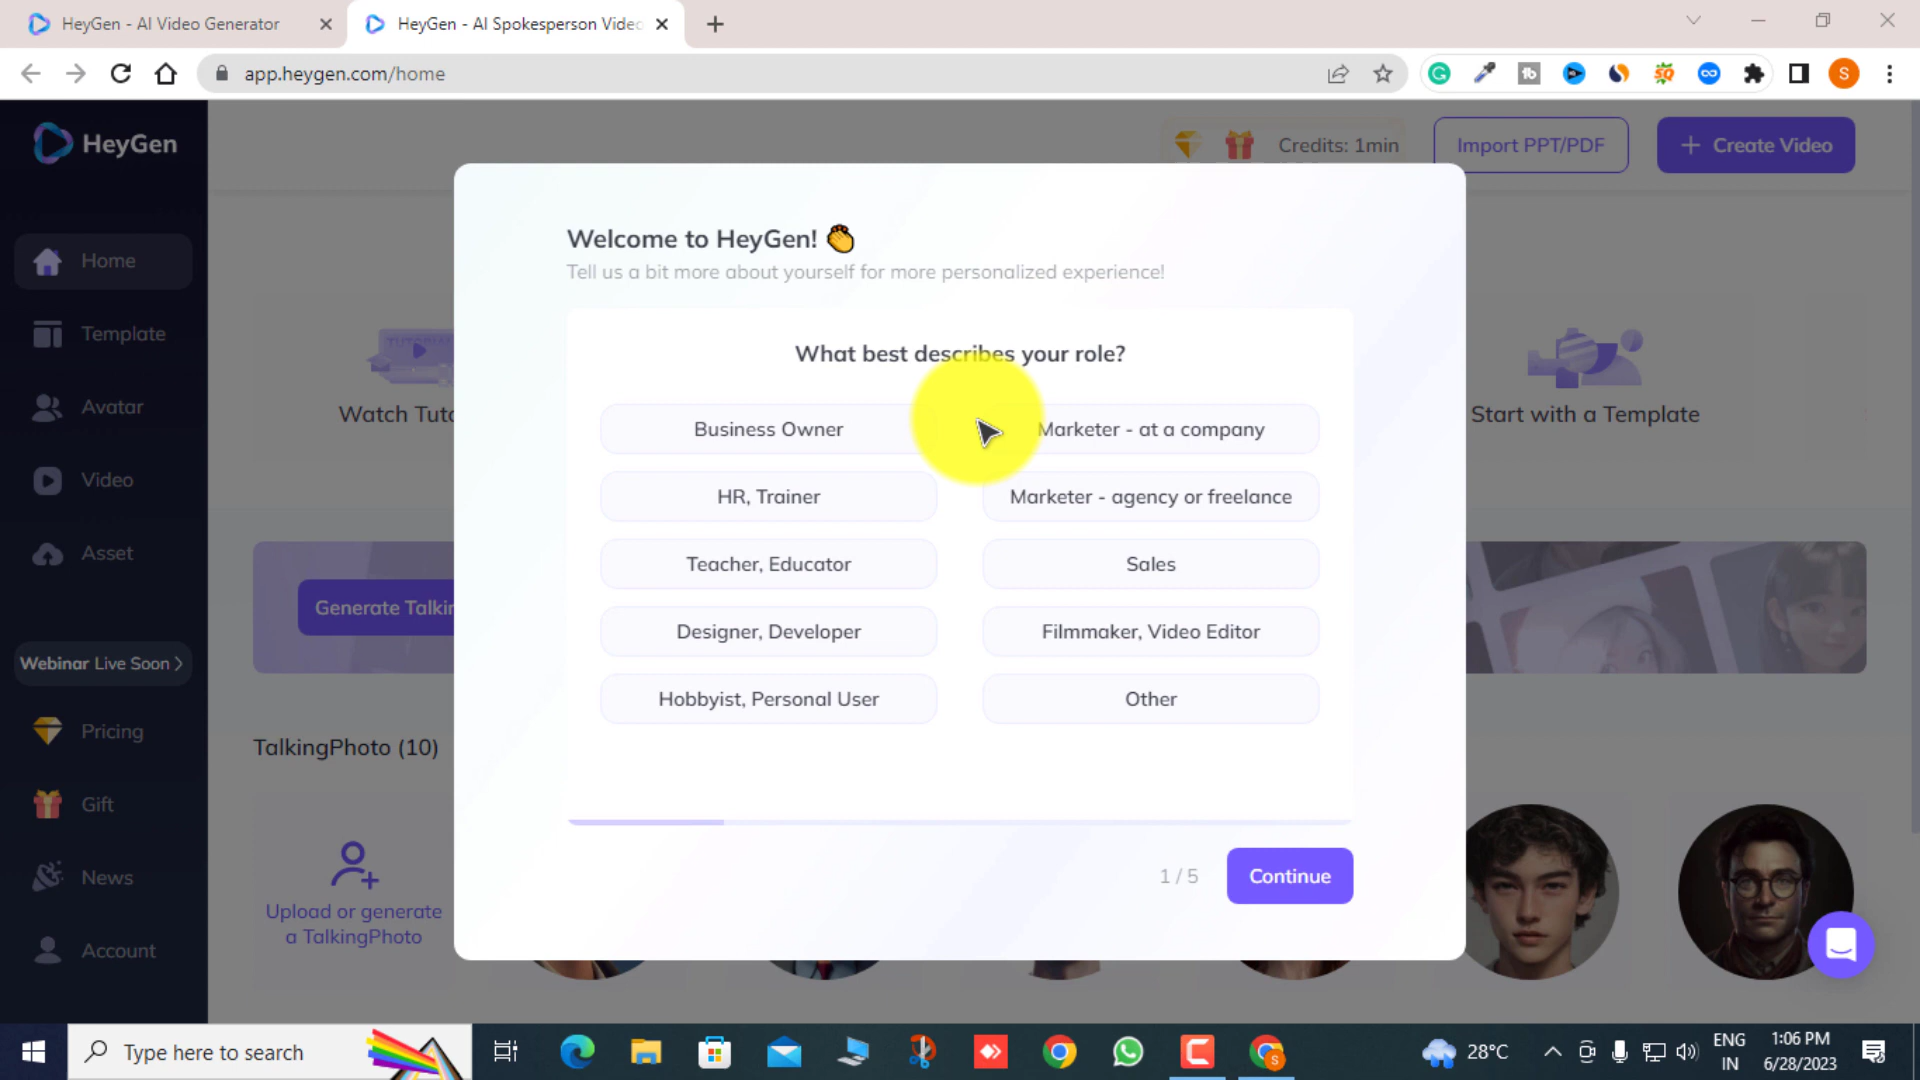 HeyGen - AI Video Generator
HeyGen - AI Spokesperson Video
app.heygen.com/home
S
HeyGen
Credits: 1min
Import PPT/PDF
+ Create Video
Home
Template
Avatar
Video
Asset
Webinar Live Soon >
Pricing
Gift
News
Account
Watch Tuto
Start with a Template
Generate Talkin
TalkingPhoto (10)
Upload or generate
a TalkingPhoto
Welcome to HeyGen! 👏
Tell us a bit more about yourself for more personalized experience!
What best describes your role?
Business Owner
Marketer - at a company
HR, Trainer
Marketer - agency or freelance
Teacher, Educator
Sales
Designer, Developer
Filmmaker, Video Editor
Hobbyist, Personal User
Other
1 / 5
Continue
Type here to search
28°C
ENG
IN
1:06 PM
6/28/2023